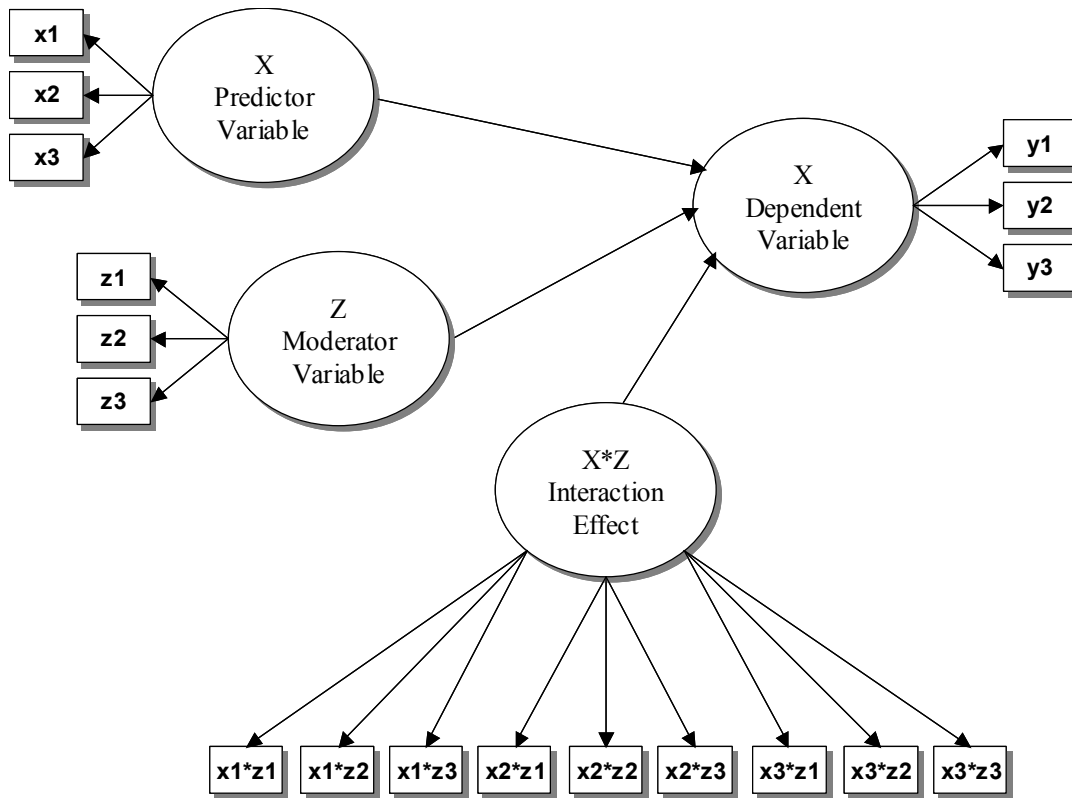 x1
x2
x3
X
Predictor
Variable
X
Dependent
Variable
y1
y2
y3
z1
z2
z3
Z
Moderator
Variable
X*Z
Interaction
Effect
x1*z1
x1*z2
x1*z3
x2*z1
x2*z2
x2*z3
x3*z1
x3*z2
x3*z3